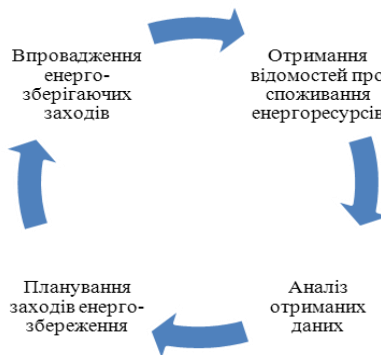 Впровадження
енерго-
зберігаючих
заходів
Отримання
відомостей про
споживання
енергоресурсів
Аналіз
отриманих
даних
Планування
заходів енерго-
збереження